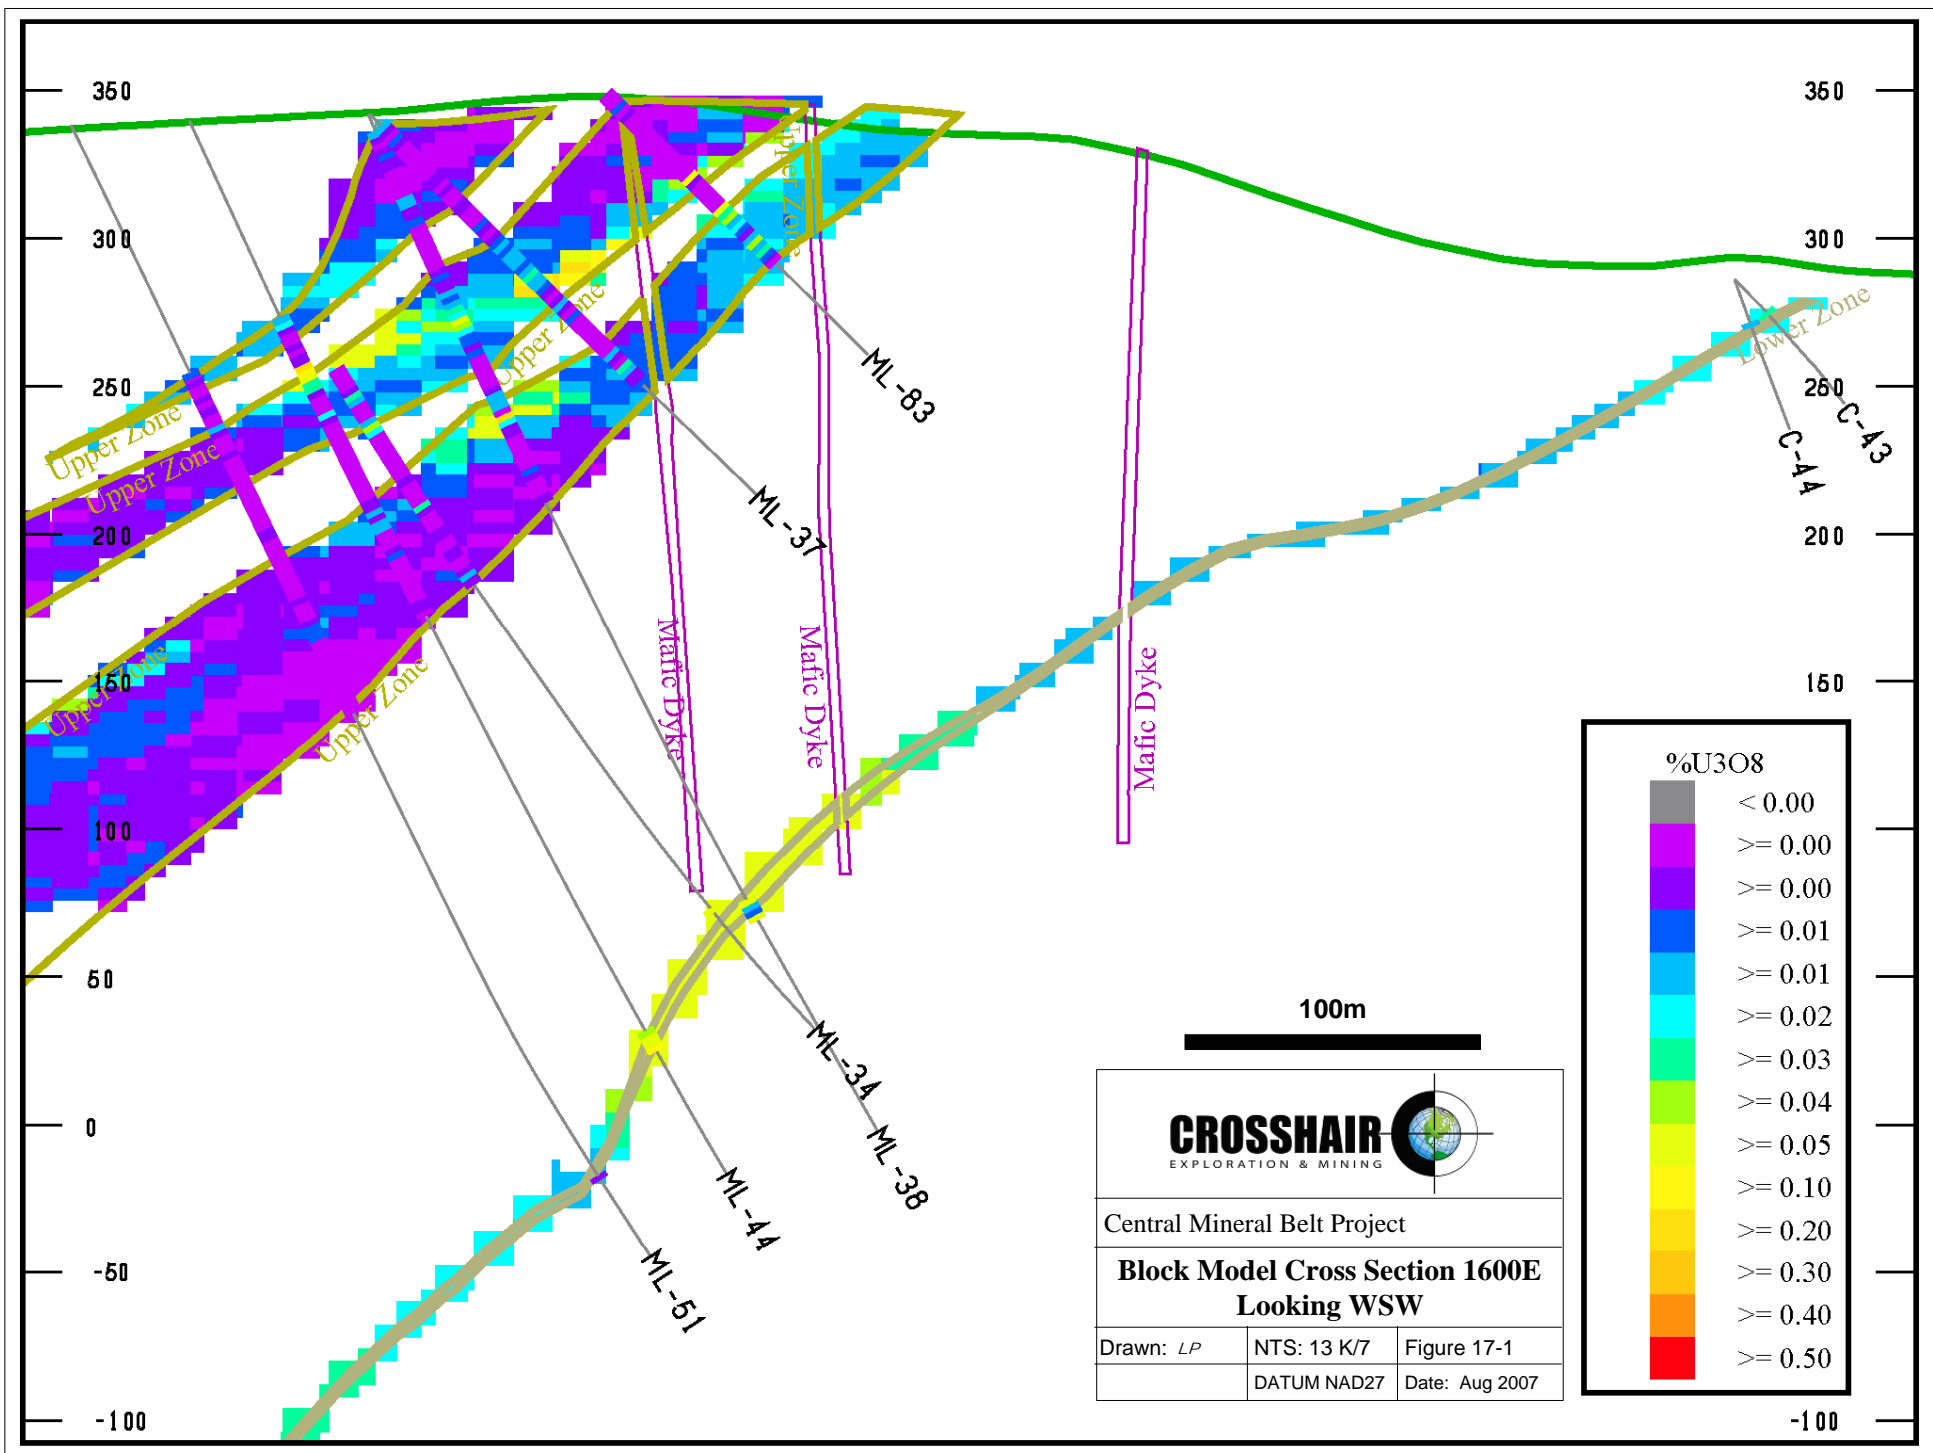 350
300
250
200
150
100
50
0
-50
-100
350
300
250
200
150
-100
Upper Zone
Upper Zone
Upper Zone
Upper Zone
Upper Zone
Upper Zone
Lower Zone
Mafic Dyke
Mafic Dyke
Mafic Dyke
ML-83
ML-37
ML-34
ML-38
ML-44
ML-51
C-43
C-44
%U3O8
< 0.00
>= 0.00
>= 0.00
>= 0.01
>= 0.01
>= 0.02
>= 0.03
>= 0.04
>= 0.05
>= 0.10
>= 0.20
>= 0.30
>= 0.40
>= 0.50
100m
CROSSHAIR
EXPLORATION & MINING
Central Mineral Belt Project
Block Model Cross Section 1600E
Looking WSW
Drawn: LP
NTS: 13 K/7
Figure 17-1
DATUM NAD27
Date: Aug 2007